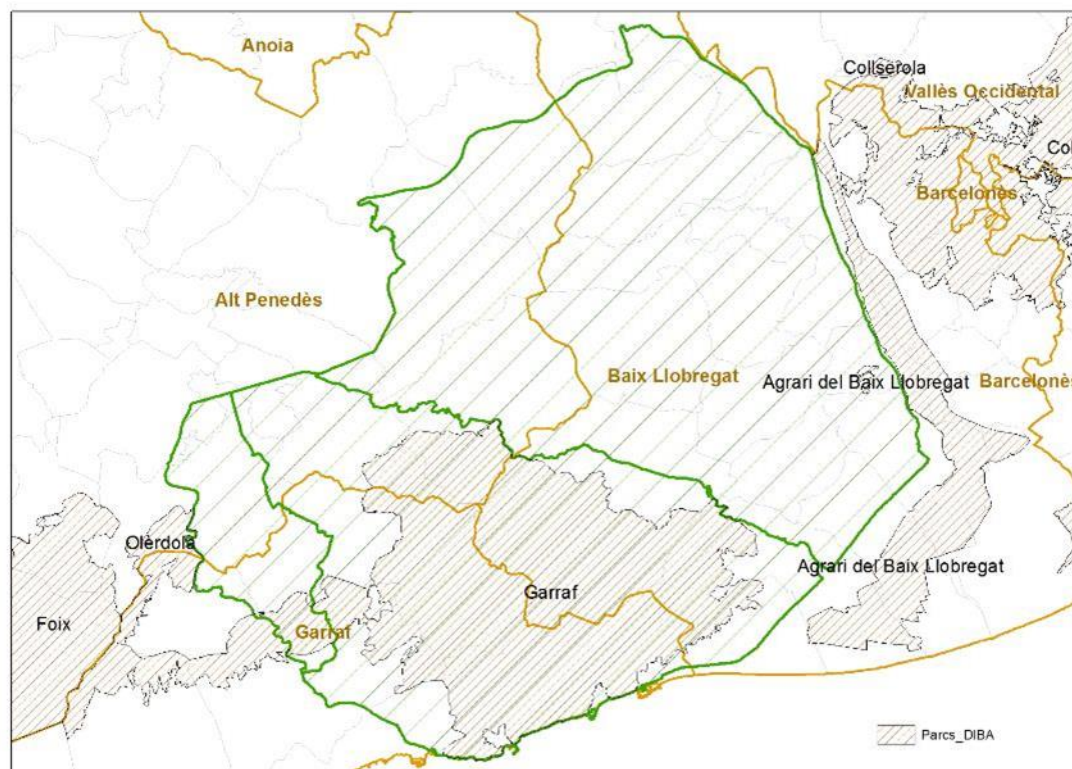 Anoia
Collserola
Vallès Occidental
Col
Barcelonès
Alt Penedès
Baix Llobregat
Agrari del Baix Llobregat
Barcelonès
Olèrdola
Agrari del Baix Llobregat
Garraf
Foix
Garraf
Parcs_DIBA